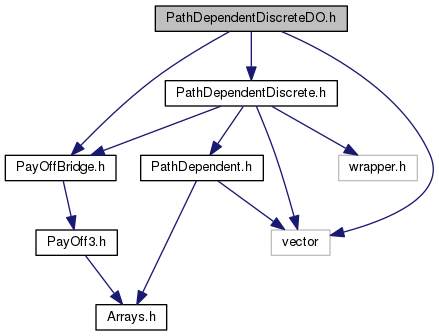 PathDependentDiscreteDO.h
PathDependentDiscrete.h
PayOffBridge.h
PathDependent.h
wrapper.h
PayOff3.h
vector
Arrays.h